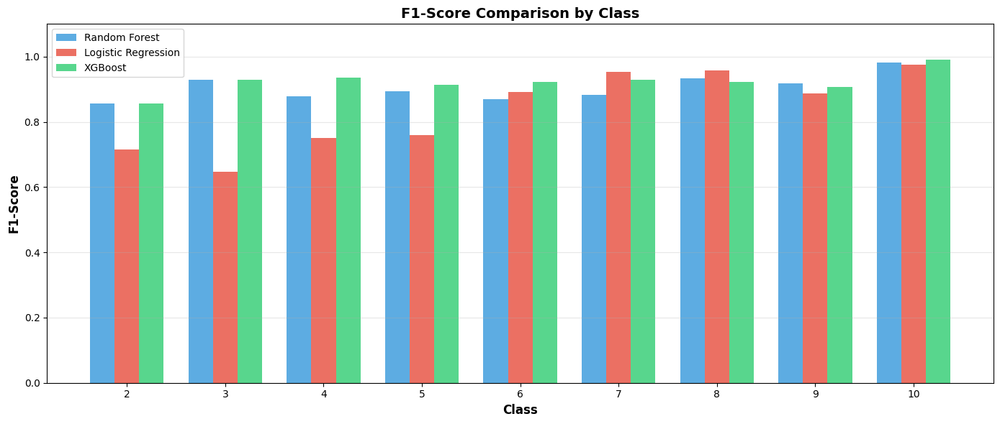 F1-Score Comparison by Class
Random Forest
Logistic Regression
XGBoost
1.0
0.8
0.6
0.4
0.2
0.0
F1-Score
2 3 4 5 6 7 8 9 10
Class